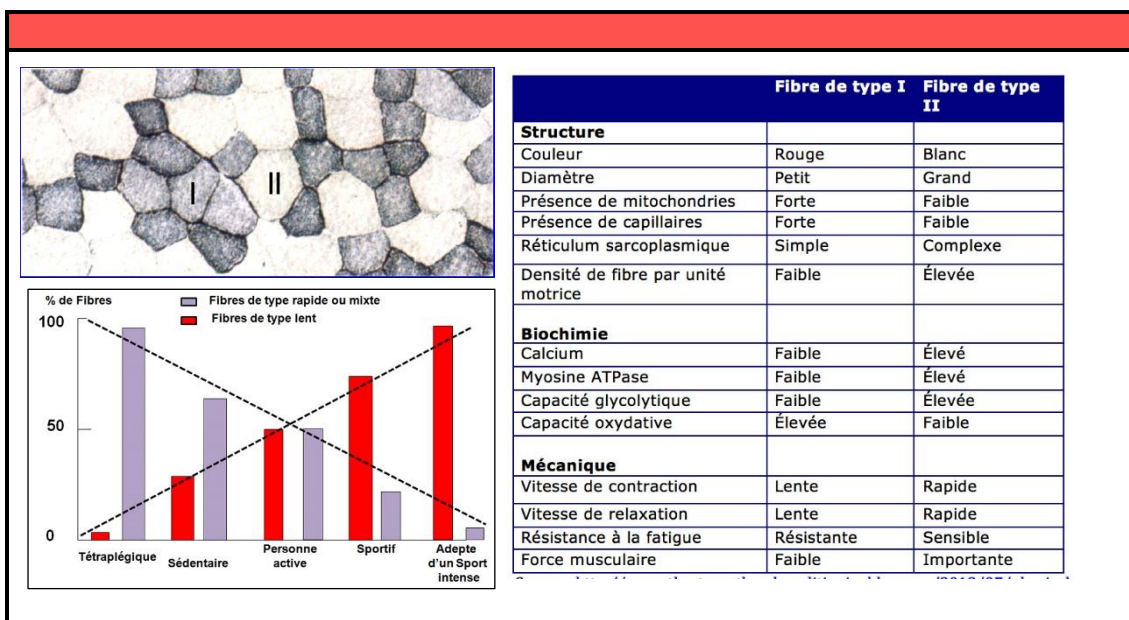 I
II
% de Fibres
Fibres de type rapide ou mixte
Fibres de type lent
100
50
0
Tétraplégique
Sédentaire
Personne
active
Sportif
Adepte
d'un Sport
intense
Fibre de type I Fibre de type
II
Structure
Couleur Rouge Blanc
Diamètre Petit Grand
Présence de mitochondries Forte Faible
Présence de capillaires Forte Faible
Réticulum sarcoplasmique Simple Complexe
Densité de fibre par unité Faible Élevée
motrice
Biochimie
Calcium Faible Élevé
Myosine ATPase Faible Élevé
Capacité glycolytique Faible Élevée
Capacité oxydative Élevée Faible
Mécanique
Vitesse de contraction Lente Rapide
Vitesse de relaxation Lente Rapide
Résistance à la fatigue Résistante Sensible
Force musculaire Faible Importante